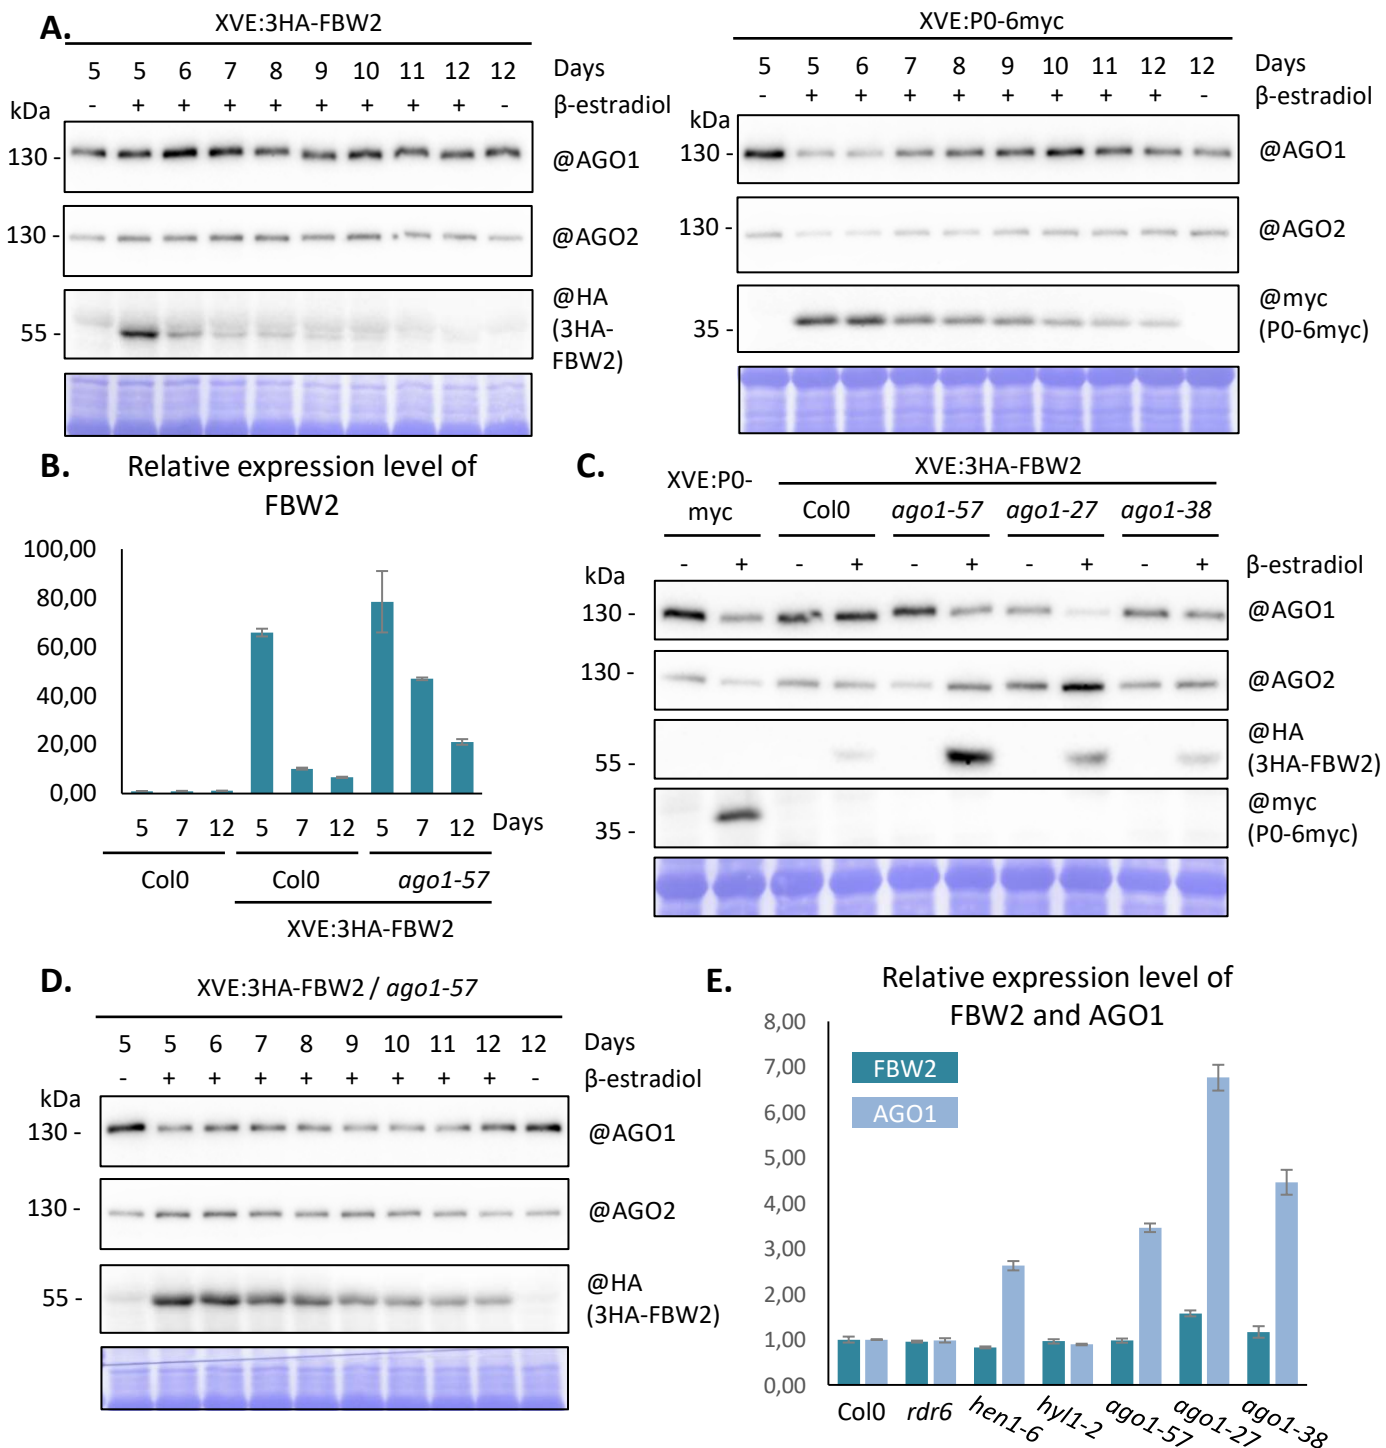 A.
XVE:3HA-FBW2
5 5 6 7 8 9 10 11 12 12 Days
- + + + + + + + + - β-estradiol
kDa
130 - @AGO1
130 - @AGO2
55 - @HA
(3HA-
FBW2)
XVE:P0-6myc
5 5 6 7 8 9 10 11 12 12 Days
- + + + + + + + + - β-estradiol
kDa
130 - @AGO1
130 - @AGO2
35 - @myc
(P0-6myc)
B.
Relative expression level of
FBW2
100,00
80,00
60,00
40,00
20,00
0,00
5 7 12 5 7 12 5 7 12 Days
Col0 Col0 ago1-57
XVE:3HA-FBW2
C.
XVE:P0-
myc
XVE:3HA-FBW2
Col0 ago1-57 ago1-27 ago1-38
- + - + - + - + - + β-estradiol
kDa
130 - @AGO1
130 - @AGO2
55 - @HA
(3HA-FBW2)
35 - @myc
(P0-6myc)
D.
XVE:3HA-FBW2 / ago1-57
5 5 6 7 8 9 10 11 12 12 Days
- + + + + + + + + - β-estradiol
kDa
130 - @AGO1
130 - @AGO2
55 - @HA
(3HA-FBW2)
E.
Relative expression level of
FBW2 and AGO1
8,00
7,00
6,00
5,00
4,00
3,00
2,00
1,00
0,00
FBW2
AGO1
Col0 rdr6 hen1-6 hyl1-2 ago1-57 ago1-27 ago1-38